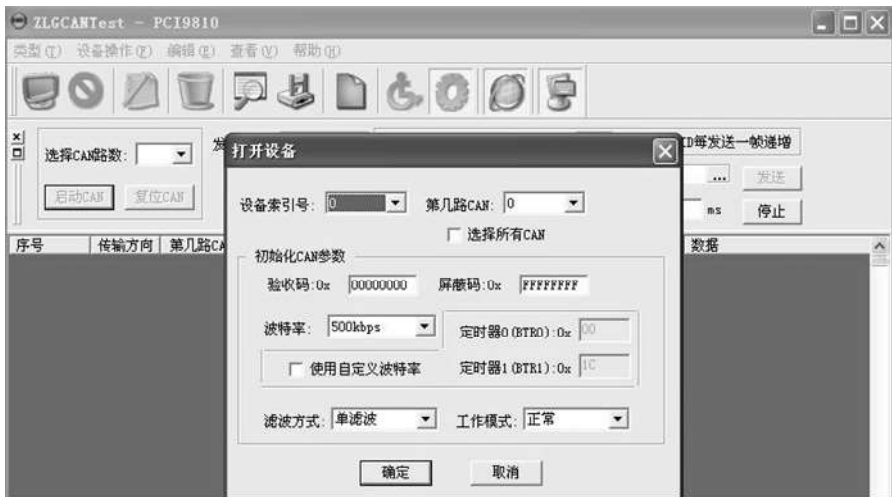 ZLGCANTest - PCI9810
类型(T) 设备操作(P) 编辑(E) 查看(V) 帮助(H)
选择CAN路数: 发 ID每发送一帧递增
... 发送
启动CAN 复位CAN ms 停止
序号 传输方向 第几路CA 数据
打开设备
设备索引号: 0 第几路CAN: 0
选择所有CAN
初始化CAN参数
验收码:0x 00000000 屏蔽码:0x FFFFFFFF
波特率: 500kbps 定时器0(BTR0):0x 00
使用自定义波特率 定时器1(BTR1):0x 1C
滤波方式: 单滤波 工作模式: 正常
确定 取消